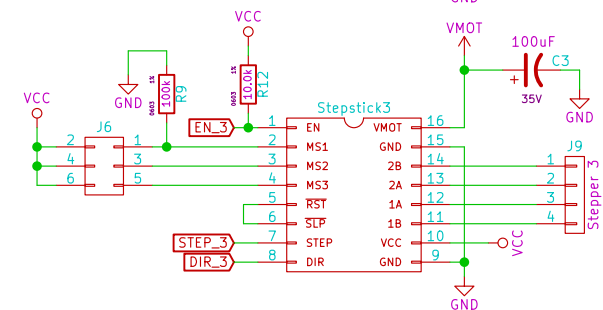 GND
VCC
VMOT
100uF
C3
35V
GND
1%
100k
0603
R9
GND
1%
10.0k
0603
R12
VCC
J6
2 1
4 3
6 5
Stepstick3
EN_3 1 EN VMOT 16
2 MS1 GND 15
3 MS2 2B 14 1
4 MS3 2A 13 2
5 RST 1A 12 3
6 SLP 1B 11 4
STEP_3 7 STEP VCC 10 VCC
DIR_3 8 DIR GND 9
J9
Stepper 3
GND